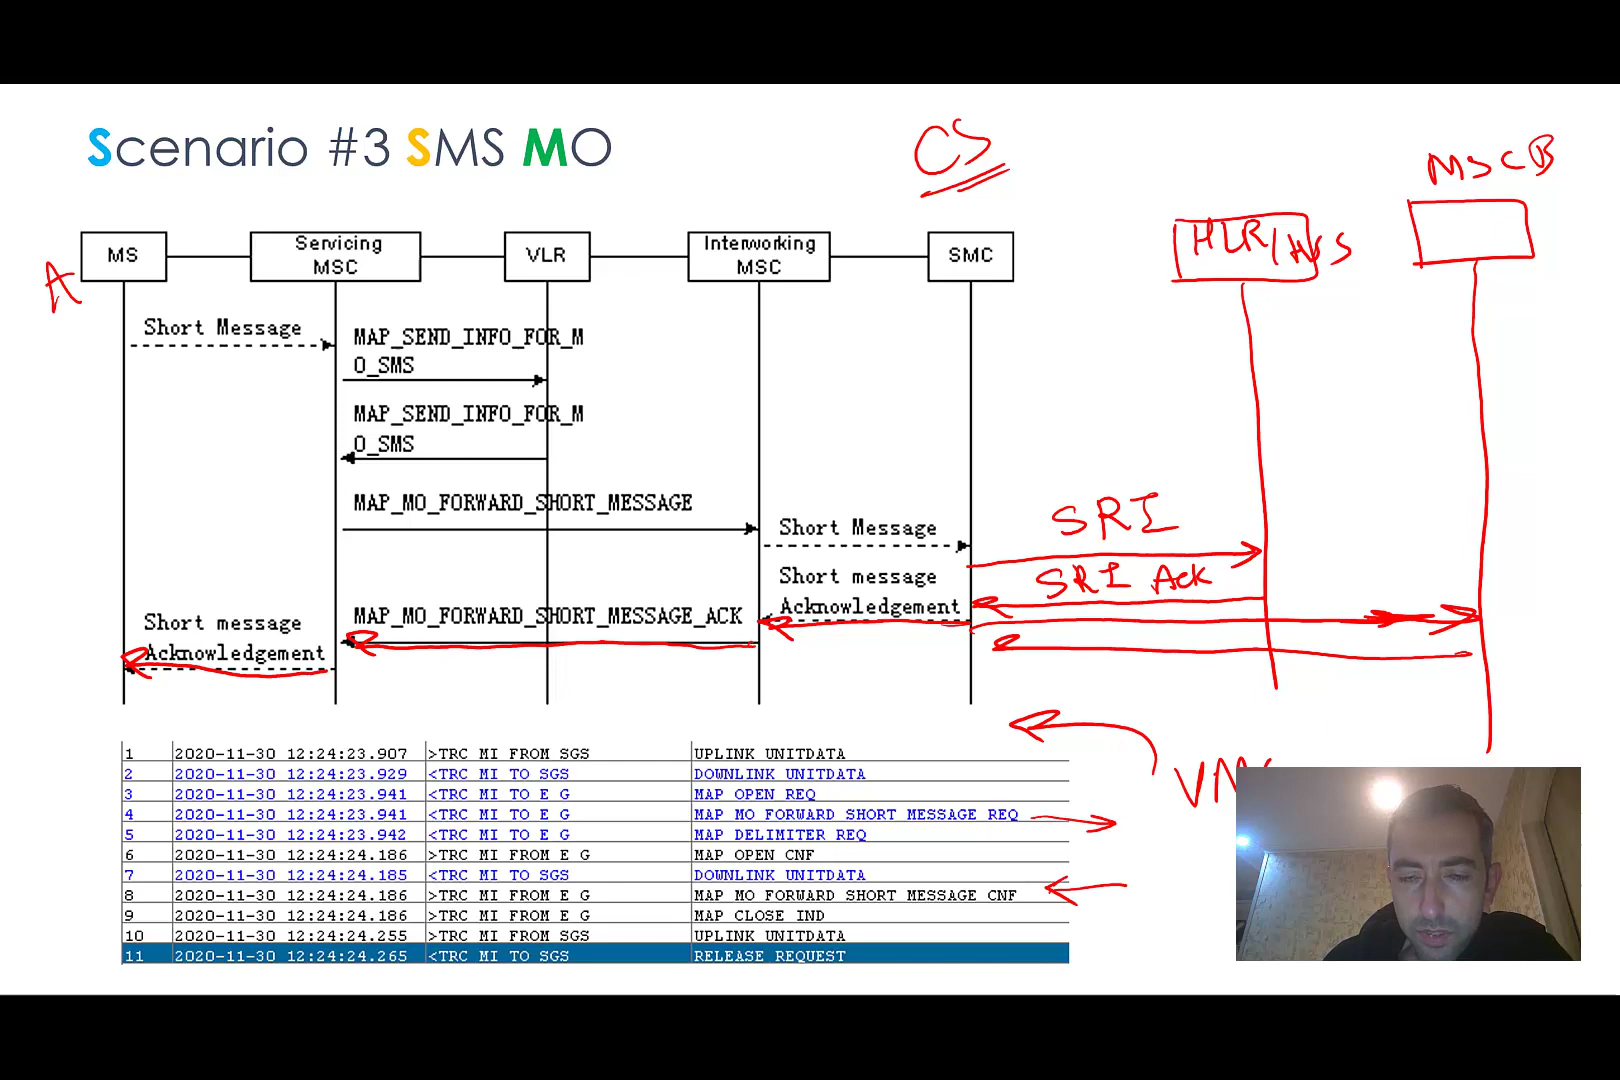 Scenario #3 SMS MO
CS
MSC B
HLR/HSS
A
MS
Servicing
MSC
VLR
Interworking
MSC
SMC
Short Message
MAP_SEND_INFO_FOR_M
O_SMS
MAP_SEND_INFO_FOR_M
O_SMS
MAP_MO_FORWARD_SHORT_MESSAGE
Short Message
SRI
Short message
Acknowledgement
SRI Ack
MAP_MO_FORWARD_SHORT_MESSAGE_ACK
Short message
Acknowledgement
1 2020-11-30 12:24:23.907 >TRC MI FROM SGS UPLINK UNITDATA
2 2020-11-30 12:24:23.929 <TRC MI TO SGS DOWNLINK UNITDATA
3 2020-11-30 12:24:23.941 <TRC MI TO E G MAP OPEN REQ
4 2020-11-30 12:24:23.941 <TRC MI TO E G MAP MO FORWARD SHORT MESSAGE REQ
5 2020-11-30 12:24:23.942 <TRC MI TO E G MAP DELIMITER REQ
6 2020-11-30 12:24:24.186 >TRC MI FROM E G MAP OPEN CNF
7 2020-11-30 12:24:24.185 <TRC MI TO SGS DOWNLINK UNITDATA
8 2020-11-30 12:24:24.186 >TRC MI FROM E G MAP MO FORWARD SHORT MESSAGE CNF
9 2020-11-30 12:24:24.186 >TRC MI FROM E G MAP CLOSE IND
10 2020-11-30 12:24:24.255 >TRC MI FROM SGS UPLINK UNITDATA
11 2020-11-30 12:24:24.265 <TRC MI TO SGS RELEASE REQUEST